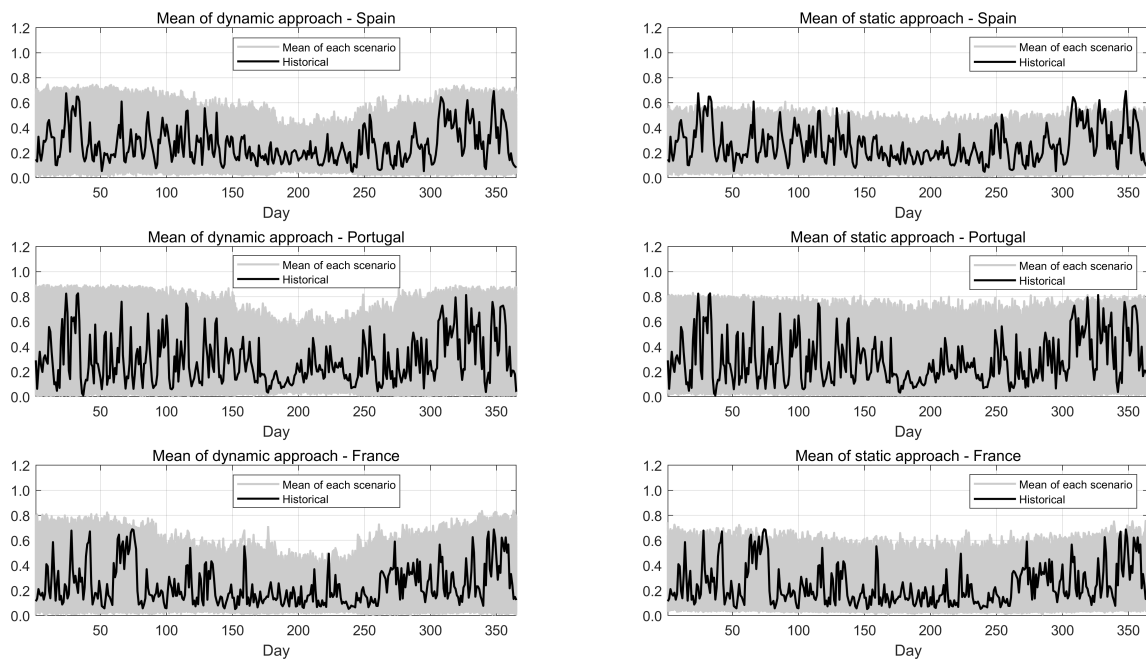 Mean of dynamic approach - Spain
1.2
1.0
0.8
0.6
0.4
0.2
0.0
Mean of each scenario
Historical
50 100 150 200 250 300 350
Day
Mean of static approach - Spain
1.2
1.0
0.8
0.6
0.4
0.2
0.0
Mean of each scenario
Historical
50 100 150 200 250 300 350
Day
Mean of dynamic approach - Portugal
1.2
1.0
0.8
0.6
0.4
0.2
0.0
Mean of each scenario
Historical
50 100 150 200 250 300 350
Day
Mean of static approach - Portugal
1.2
1.0
0.8
0.6
0.4
0.2
0.0
Mean of each scenario
Historical
50 100 150 200 250 300 350
Day
Mean of dynamic approach - France
1.2
1.0
0.8
0.6
0.4
0.2
0.0
Mean of each scenario
Historical
50 100 150 200 250 300 350
Day
Mean of static approach - France
1.2
1.0
0.8
0.6
0.4
0.2
0.0
Mean of each scenario
Historical
50 100 150 200 250 300 350
Day